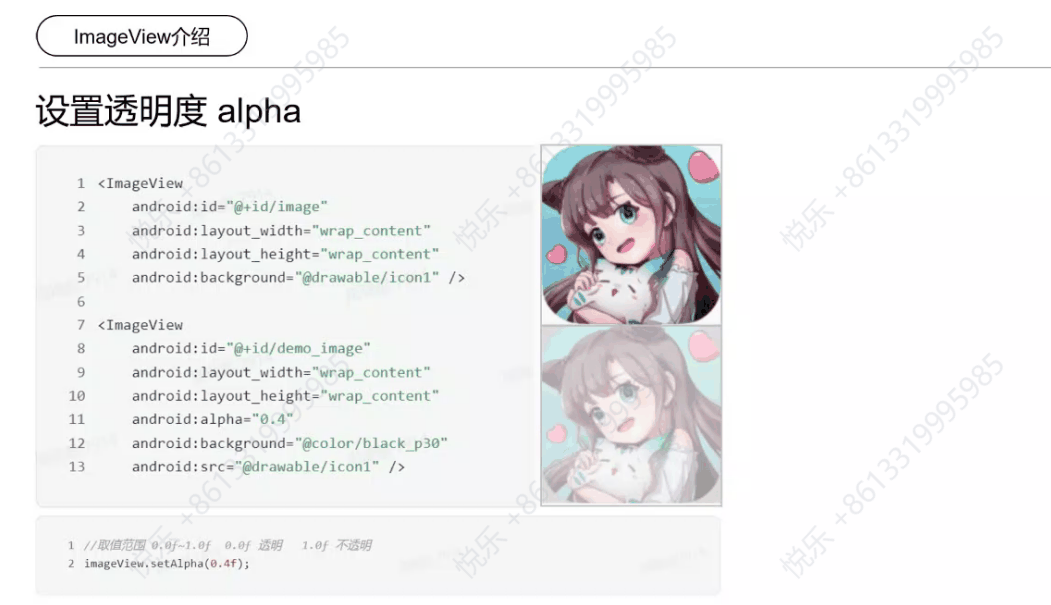 ImageView介绍
设置透明度 alpha
1 <ImageView
2 android:id="@+id/image"
3 android:layout_width="wrap_content"
4 android:layout_height="wrap_content"
5 android:background="@drawable/icon1" />
6
7 <ImageView
8 android:id="@+id/demo_image"
9 android:layout_width="wrap_content"
10 android:layout_height="wrap_content"
11 android:alpha="0.4"
12 android:background="@color/black_p30"
13 android:src="@drawable/icon1" />
1 //取值范围 0.0f~1.0f 0.0f 透明 1.0f 不透明
2 imageView.setAlpha(0.4f);
悦乐 +8613319995985
悦乐 +8613319995985
悦乐 +8613319995985
悦乐 +8613319995985
悦乐 +8613319995985
悦乐 +8613319995985